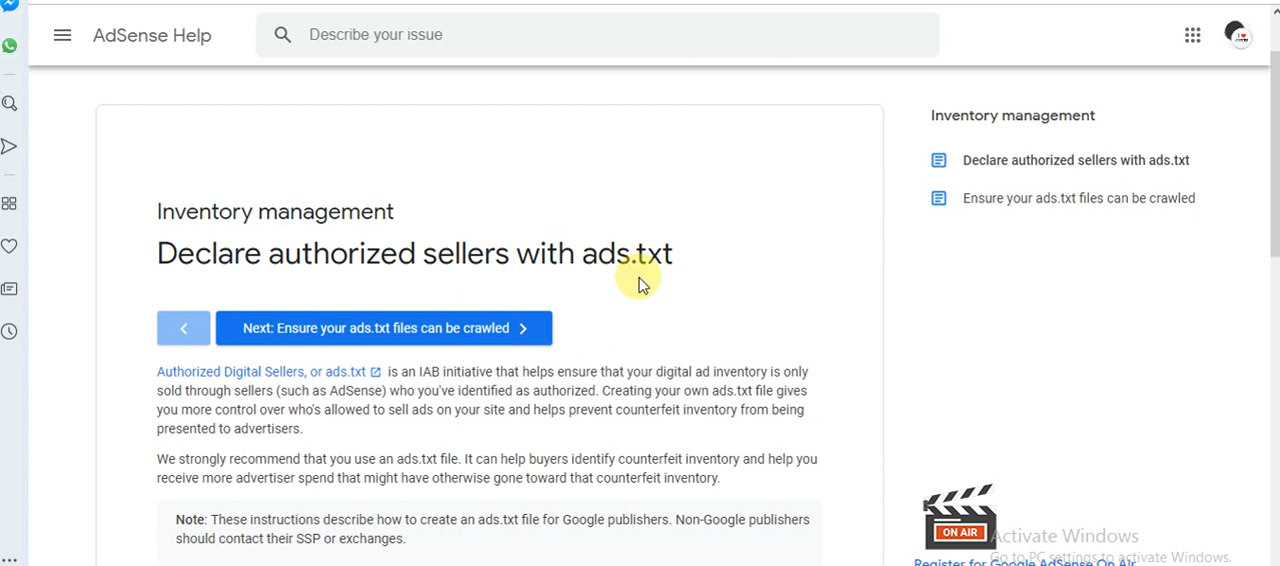 AdSense Help
Describe your issue
Inventory management
Declare authorized sellers with ads.txt
Next: Ensure your ads.txt files can be crawled
Authorized Digital Sellers, or ads.txt is an IAB initiative that helps ensure that your digital ad inventory is only
sold through sellers (such as AdSense) who you've identified as authorized. Creating your own ads.txt file gives
you more control over who's allowed to sell ads on your site and helps prevent counterfeit inventory from being
presented to advertisers.
We strongly recommend that you use an ads.txt file. It can help buyers identify counterfeit inventory and help you
receive more advertiser spend that might have otherwise gone toward that counterfeit inventory.
Note: These instructions describe how to create an ads.txt file for Google publishers. Non-Google publishers
should contact their SSP or exchanges.
Inventory management
Declare authorized sellers with ads.txt
Ensure your ads.txt files can be crawled
ON AIR
Activate Windows
Go to PC settings to activate Windows.
Register for Google AdSense On Air